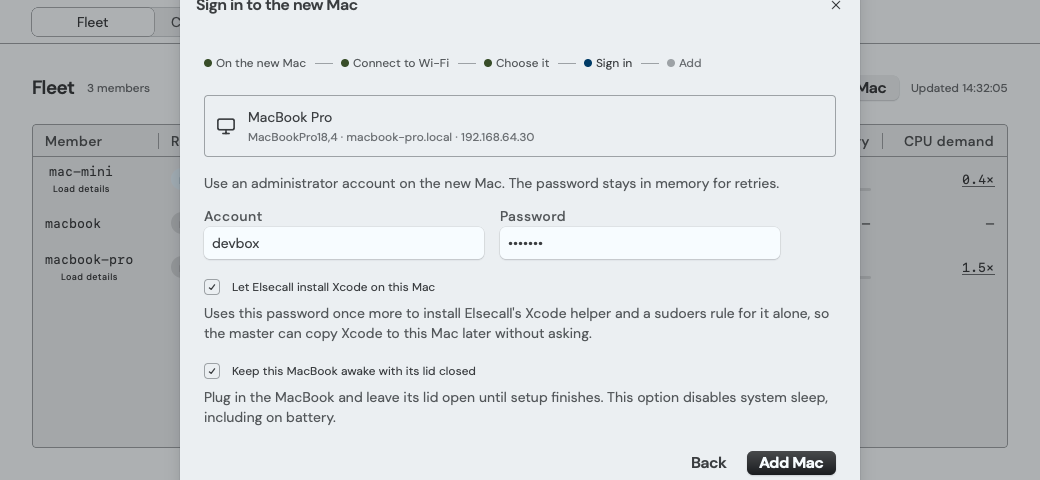 Sign in to the new Mac
Fleet
C
On the new Mac
Connect to Wi-Fi
Choose it
Sign in
Add
Fleet
3 members
Mac
Updated 14:32:05
MacBook Pro
MacBookPro18,4 · macbook-pro.local · 192.168.64.30
Member
R
ry
CPU demand
mac-mini
Load details
0.4×
Use an administrator account on the new Mac. The password stays in memory for retries.
Account
Password
macbook
–
–
devbox
•••••••
macbook-pro
Load details
1.5×
Let Elsecall install Xcode on this Mac
Uses this password once more to install Elsecall's Xcode helper and a sudoers rule for it alone, so
the master can copy Xcode to this Mac later without asking.
Keep this MacBook awake with its lid closed
Plug in the MacBook and leave its lid open until setup finishes. This option disables system sleep,
including on battery.
Back
Add Mac